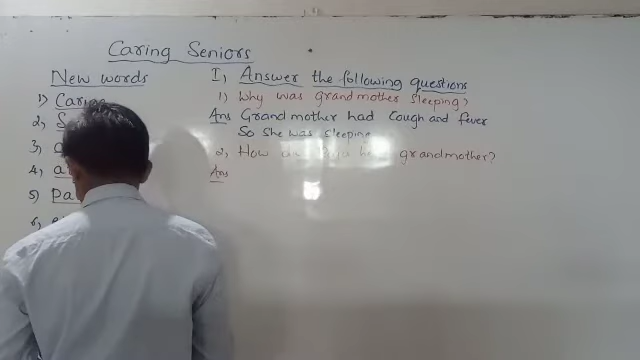 Caring Seniors
New words
1) Caring
2, S
3, a
4, a
5) Pa
6,
I, Answer the following questions
1) Why was grandmother sleeping?
Ans Grandmother had Cough and fever
So She was sleeping
2, How grandmother?
Ans